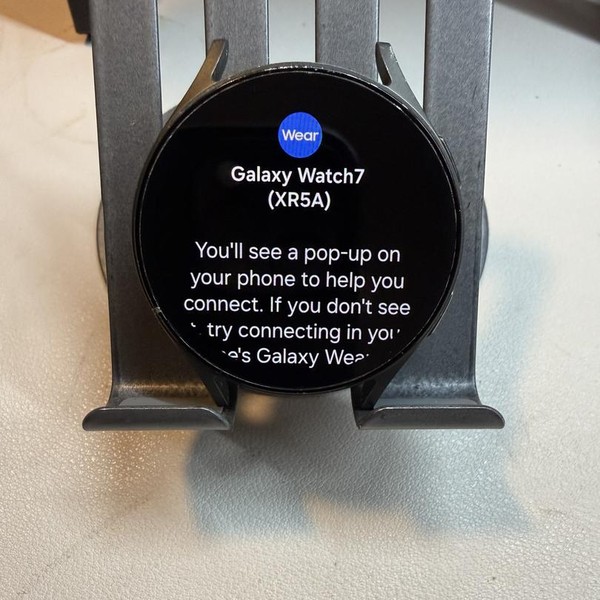 Wear
Galaxy Watch7
(XR5A)
You'll see a pop-up on
your phone to help you
connect. If you don't see
try connecting in you
e's Galaxy Wea